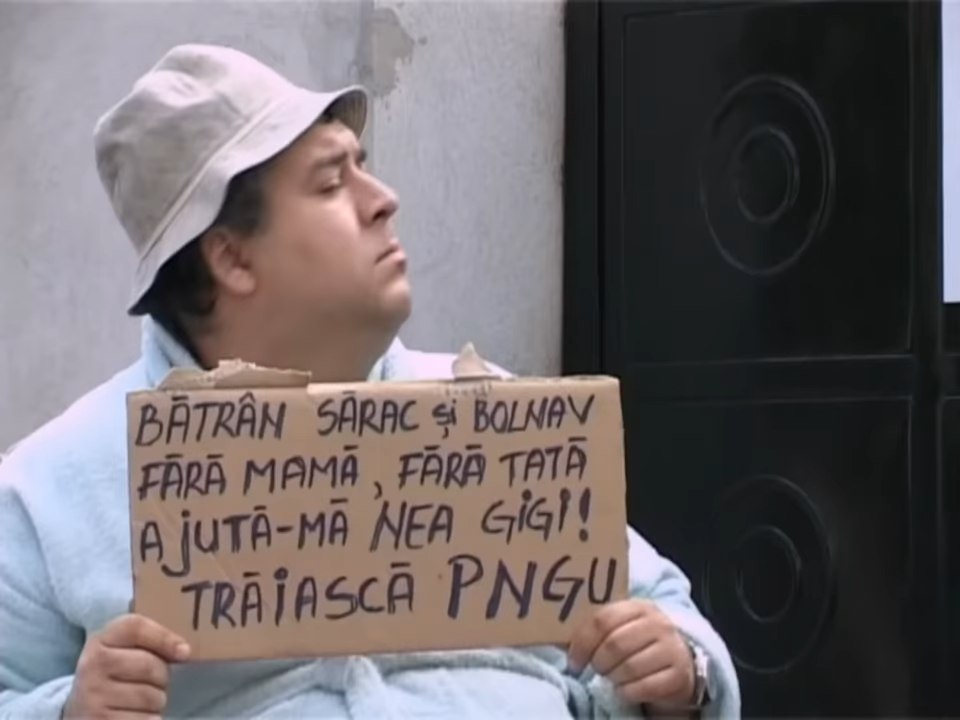 BĂTRÂN SĂRAC și BOLNAV
FĂRĂ MAMĂ, FĂRĂ TATĂ
AjUTĂ-MĂ NEA GiGi!
TRĂiASCĂ PNGU